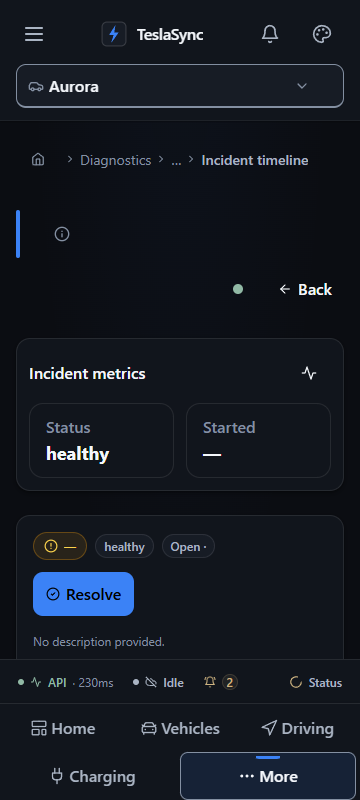 TeslaSync
Aurora
Diagnostics ... Incident timeline
Back
Incident metrics
Status
healthy
Started
—
— healthy Open ·
Resolve
No description provided.
API · 230ms Idle 2 Status
Home Vehicles Driving
Charging More